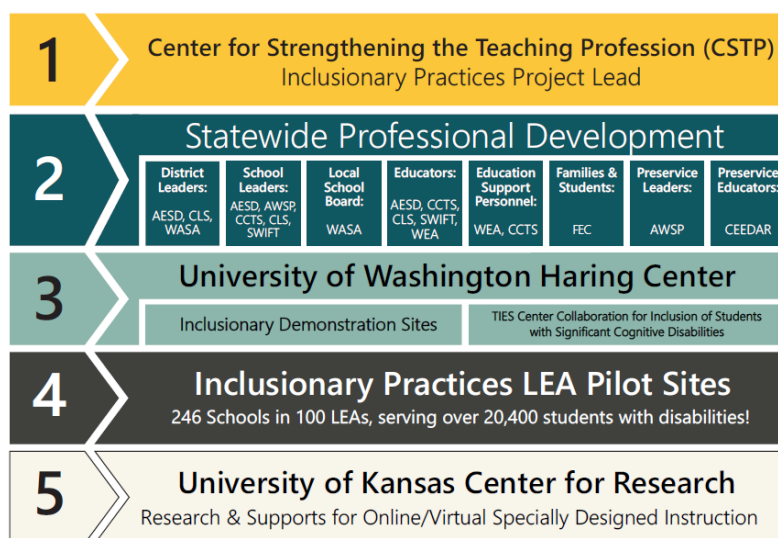 1
Center for Strengthening the Teaching Profession (CSTP)
Inclusionary Practices Project Lead
2
Statewide Professional Development
District
Leaders:
AESD, CLS,
WASA
School
Leaders:
AESD, AWSP,
CCTS, CLS,
SWIFT
Local
School
Board:
WASA
Educators:
AESD, CCTS,
CLS, SWIFT,
WEA
Education
Support
Personnel:
WEA, CCTS
Families &
Students:
FEC
Preservice
Leaders:
AWSP
Preservice
Educators:
CEEDAR
3
University of Washington Haring Center
Inclusionary Demonstration Sites
TIES Center Collaboration for Inclusion of Students
with Significant Cognitive Disabilities
4
Inclusionary Practices LEA Pilot Sites
246 Schools in 100 LEAs, serving over 20,400 students with disabilities!
5
University of Kansas Center for Research
Research & Supports for Online/Virtual Specially Designed Instruction